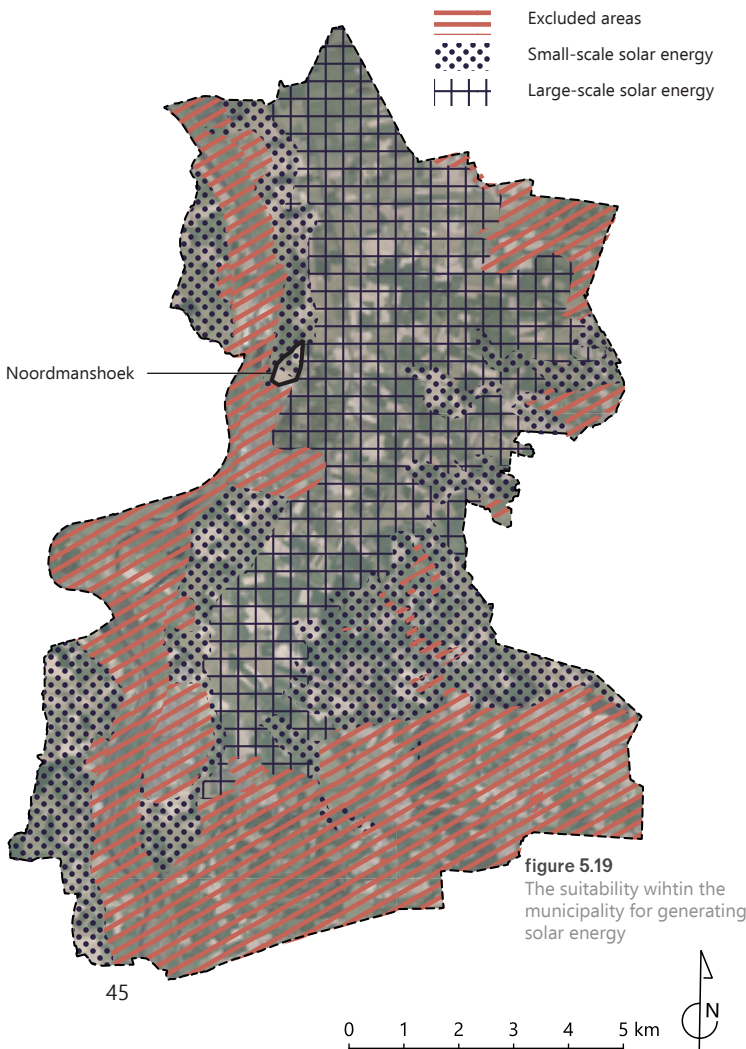 Excluded areas
Small-scale solar energy
Large-scale solar energy
Noordmanshoek
figure 5.19
The suitability wihtin the
municipality for generating
solar energy
45
N
0 1 2 3 4 5 km